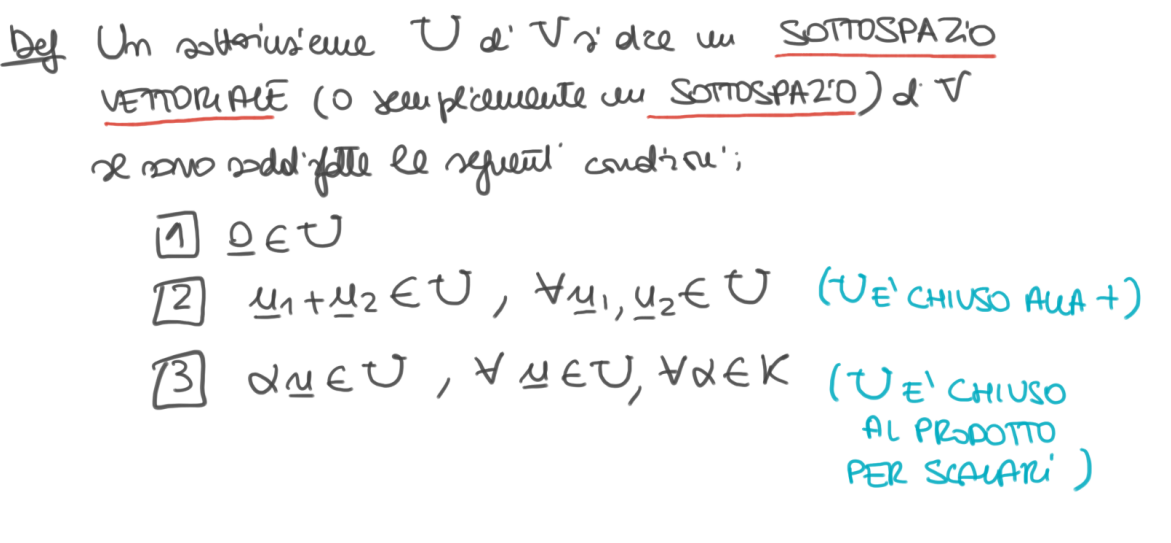 Def Un sottoinsieme U di V si dice un SOTTOSPAZIO
VETTORIALE (o semplicemente un SOTTOSPAZIO) di V
se sono soddisfatte le seguenti condizioni:
1 0 ∈ U
2 u1 + u2 ∈ U , ∀ u1, u2 ∈ U (U E' CHIUSO ALLA +)
3 αu ∈ U , ∀ u ∈ U, ∀α ∈ K (U E' CHIUSO
AL PRODOTTO
PER SCALARI)